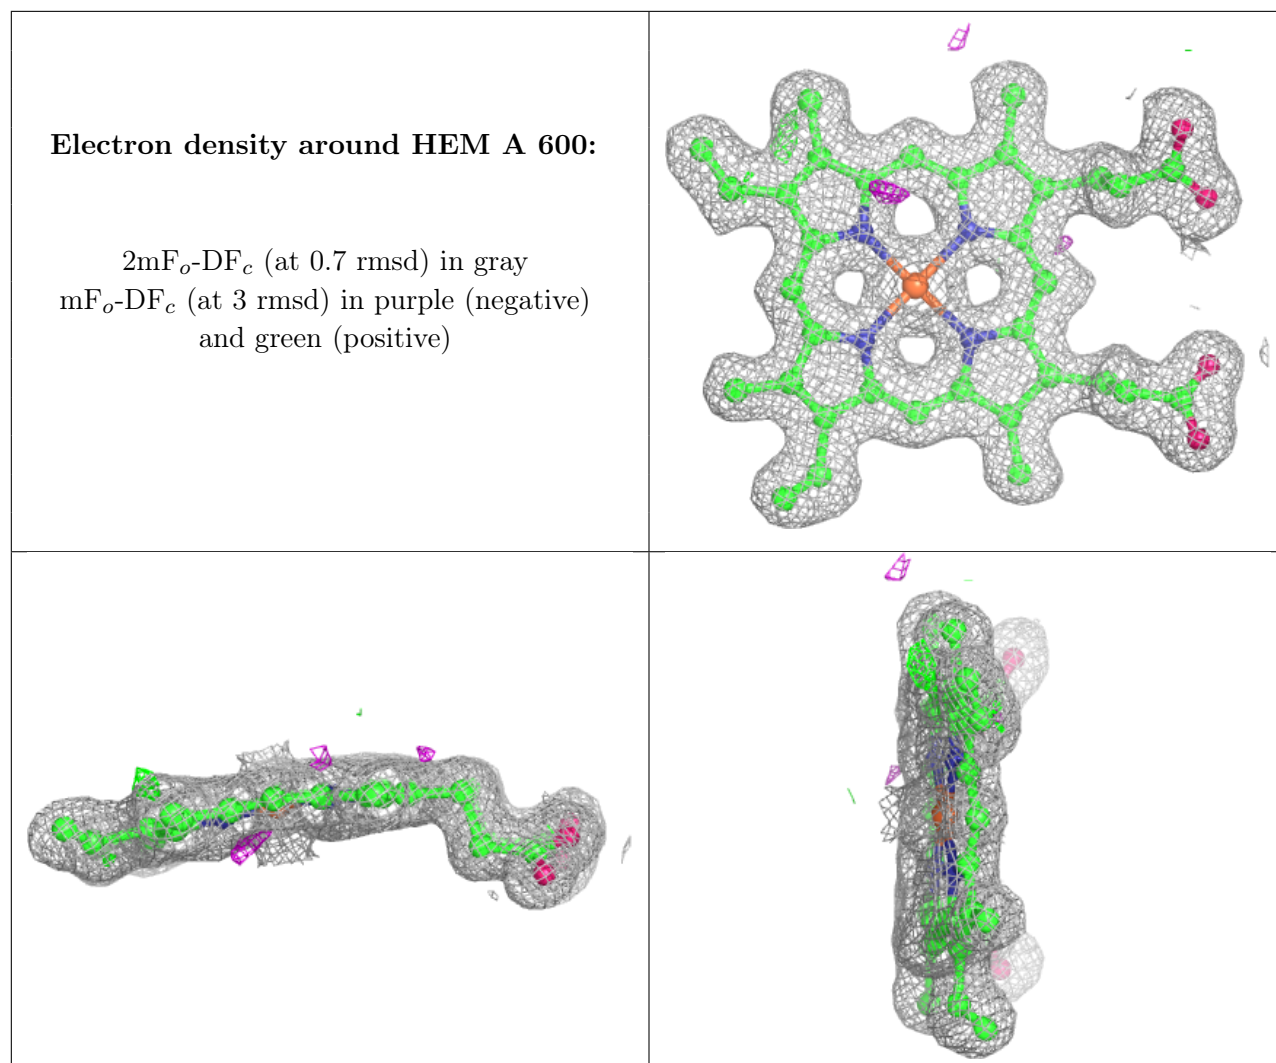 Electron density around HEM A 600:
2mFₒ-DF𝒸 (at 0.7 rmsd) in gray
mFₒ-DF𝒸 (at 3 rmsd) in purple (negative)
and green (positive)